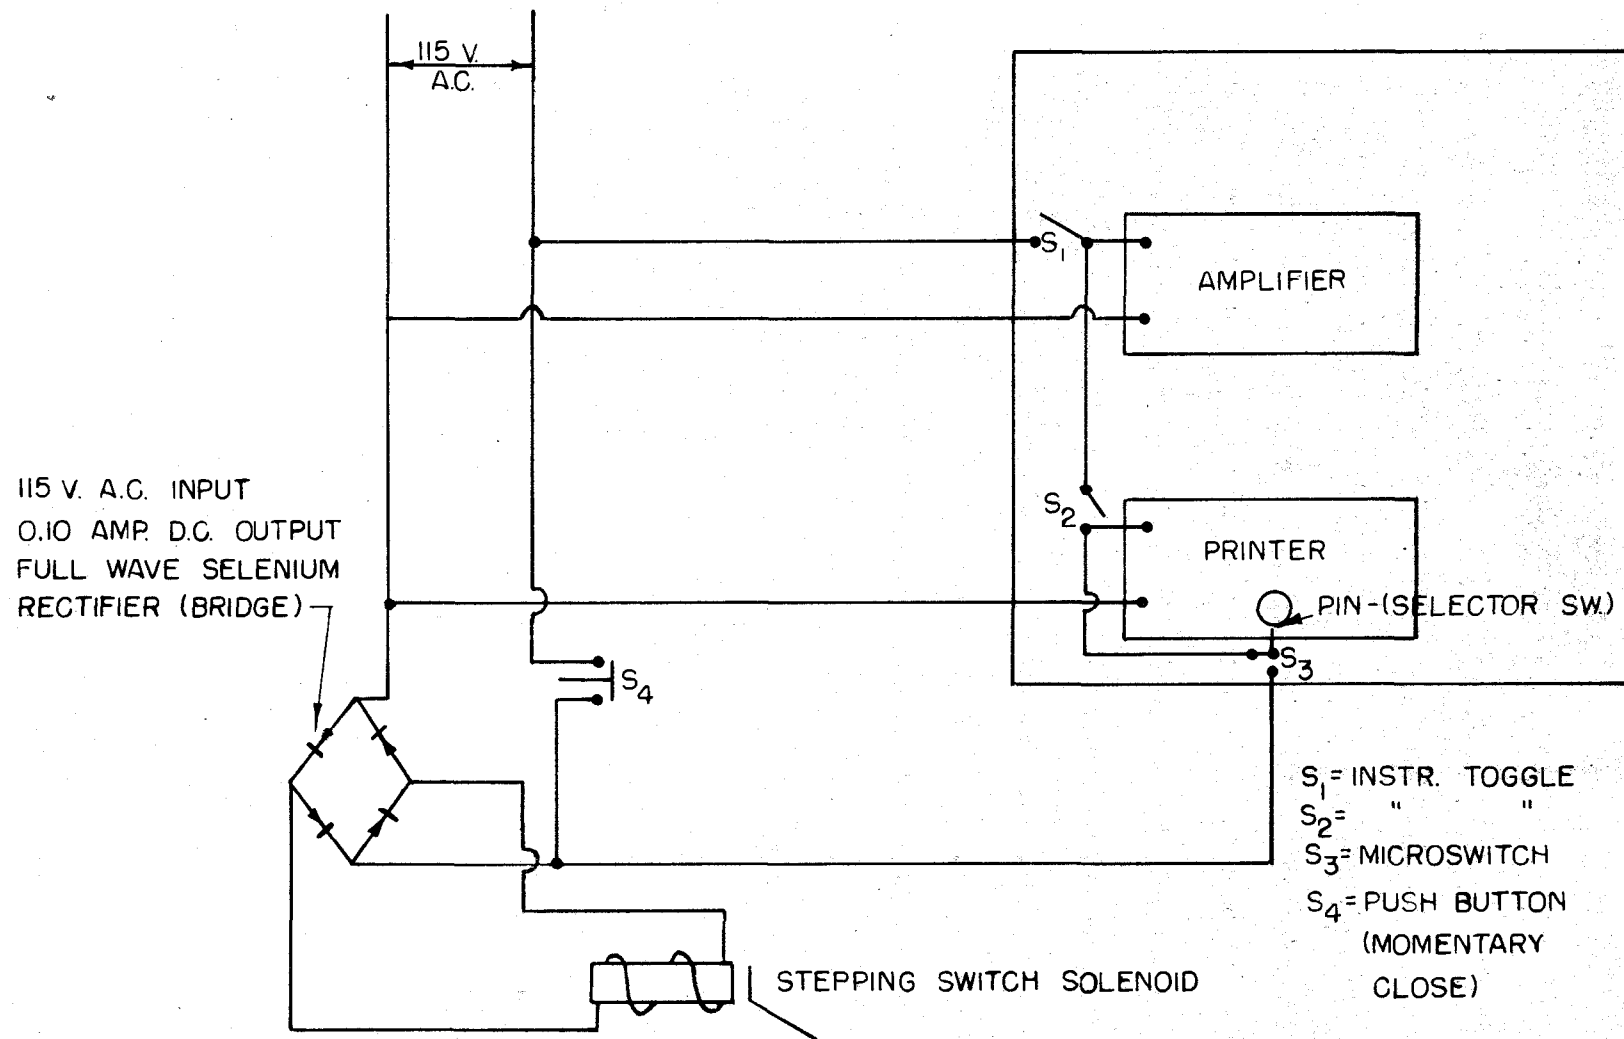 115 V.
A.C.
S1
AMPLIFIER
115 V. A.C. INPUT
0.10 AMP. D.C. OUTPUT
FULL WAVE SELENIUM
RECTIFIER (BRIDGE)
S2
PRINTER
PIN-(SELECTOR SW.)
S3
S4
S1= INSTR. TOGGLE
S2= " "
S3= MICROSWITCH
S4= PUSH BUTTON
(MOMENTARY
CLOSE)
STEPPING SWITCH SOLENOID